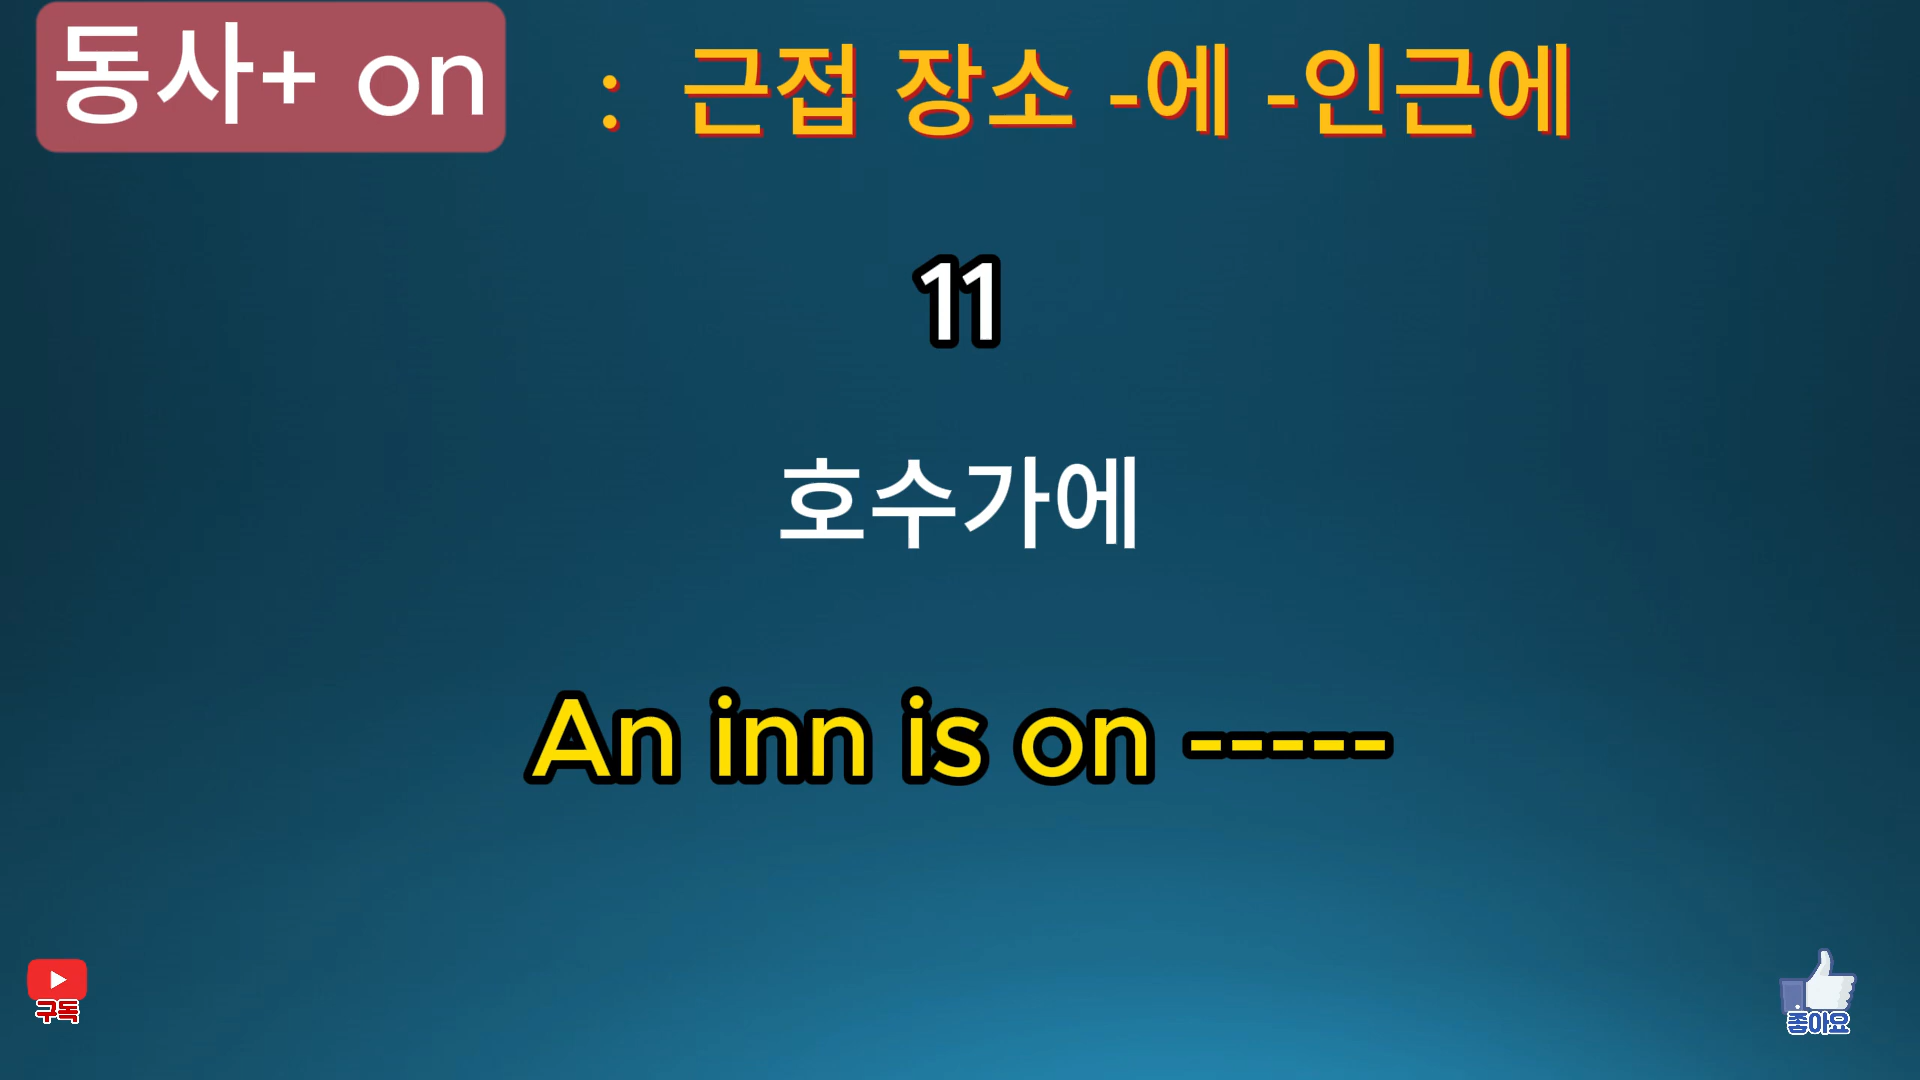 동사+ on : 근접 장소 -에 -인근에
11
호수가에
An inn is on -----
구독
좋아요